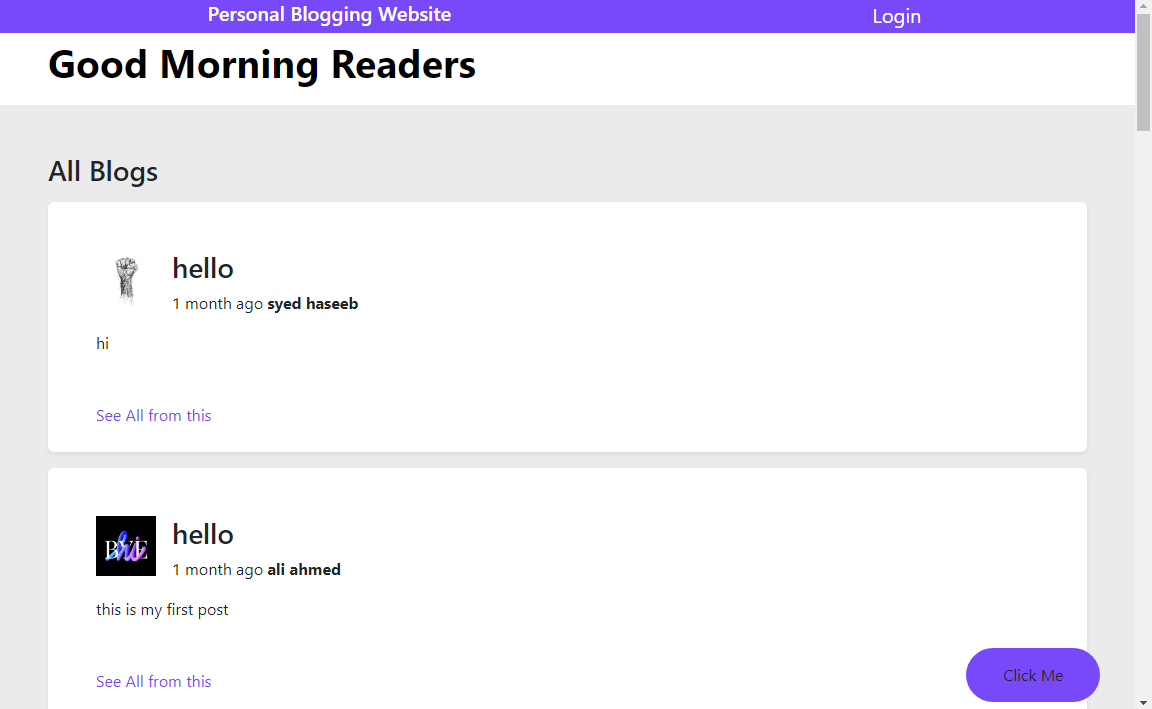 Personal Blogging Website
Login
Good Morning Readers
All Blogs
hello
1 month ago syed haseeb
hi
See All from this
BYE hi
hello
1 month ago ali ahmed
this is my first post
See All from this
Click Me